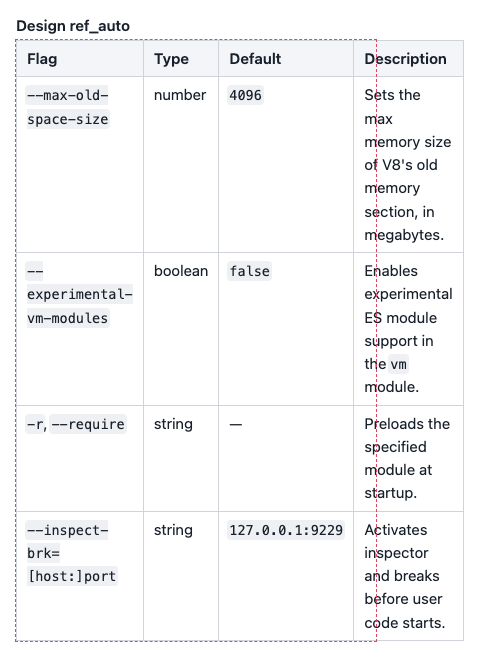 Design ref_auto
Flag Type Default Description
--max-old- number 4096 Sets the
space-size max
memory size
of V8's old
memory
section, in
megabytes.
-- boolean false Enables
experimental- experimental
vm-modules ES module
support in
the vm
module.
-r, --require string — Preloads the
specified
module at
startup.
--inspect- string 127.0.0.1:9229 Activates
brk= inspector
[host:]port and breaks
before user
code starts.